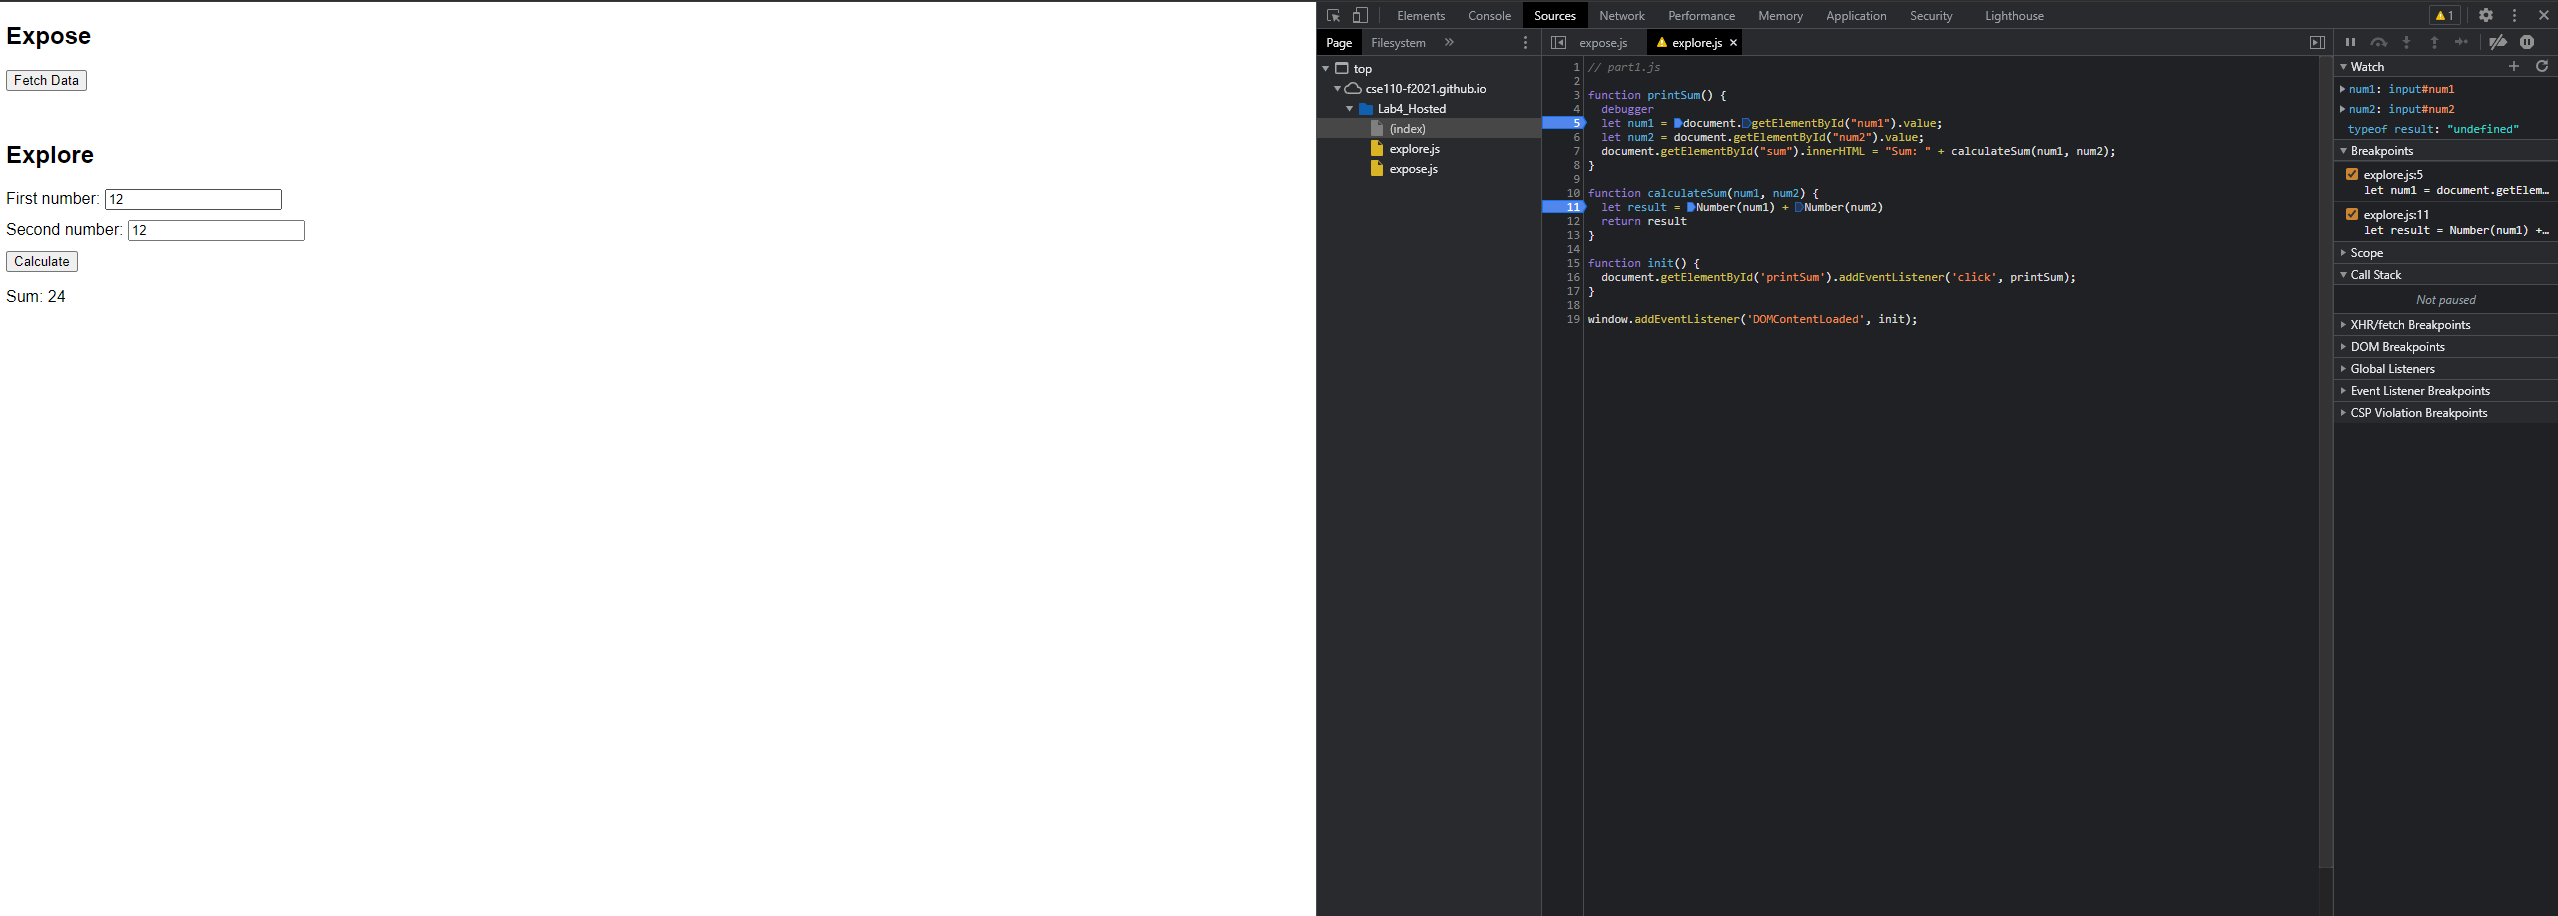 Expose
Fetch Data
Explore
First number: 12
Second number: 12
Calculate
Sum: 24
Elements Console Sources Network Performance Memory Application Security Lighthouse 1
Page Filesystem »
expose.js explore.js ×
top
cse110-f2021.github.io
Lab4_Hosted
(index)
explore.js
expose.js
1 // part1.js
2
3 function printSum() {
4 debugger
5 let num1 = document.getElementById("num1").value;
6 let num2 = document.getElementById("num2").value;
7 document.getElementById("sum").innerHTML = "Sum: " + calculateSum(num1, num2);
8 }
9
10 function calculateSum(num1, num2) {
11 let result = Number(num1) + Number(num2)
12 return result
13 }
14
15 function init() {
16 document.getElementById('printSum').addEventListener('click', printSum);
17 }
18
19 window.addEventListener('DOMContentLoaded', init);
Watch
num1: input#num1
num2: input#num2
typeof result: "undefined"
Breakpoints
explore.js:5
let num1 = document.getElem…
explore.js:11
let result = Number(num1) +…
Scope
Call Stack
Not paused
XHR/fetch Breakpoints
DOM Breakpoints
Global Listeners
Event Listener Breakpoints
CSP Violation Breakpoints